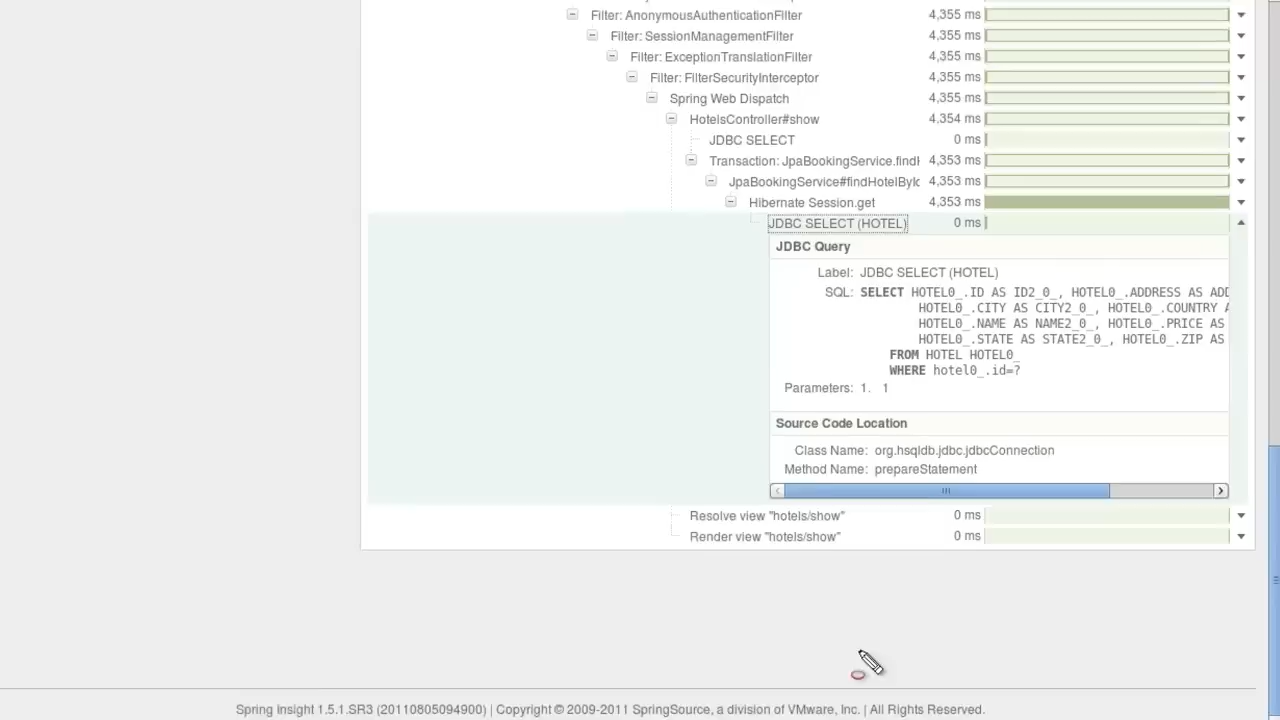 Filter: AnonymousAuthenticationFilter 4,355 ms
Filter: SessionManagementFilter 4,355 ms
Filter: ExceptionTranslationFilter 4,355 ms
Filter: FilterSecurityInterceptor 4,355 ms
Spring Web Dispatch 4,355 ms
HotelsController#show 4,354 ms
JDBC SELECT 0 ms
Transaction: JpaBookingService.find 4,353 ms
JpaBookingService#findHotelById 4,353 ms
Hibernate Session.get 4,353 ms
JDBC SELECT (HOTEL) 0 ms
JDBC Query
Label: JDBC SELECT (HOTEL)
SQL: SELECT HOTEL0_.ID AS ID2_0_, HOTEL0_.ADDRESS AS ADD
HOTEL0_.CITY AS CITY2_0_, HOTEL0_.COUNTRY A
HOTEL0_.NAME AS NAME2_0_, HOTEL0_.PRICE AS
HOTEL0_.STATE AS STATE2_0_, HOTEL0_.ZIP AS
FROM HOTEL HOTEL0_
WHERE hotel0_.id=?
Parameters: 1. 1
Source Code Location
Class Name: org.hsqldb.jdbc.jdbcConnection
Method Name: prepareStatement
Resolve view "hotels/show" 0 ms
Render view "hotels/show" 0 ms
Spring Insight 1.5.1.SR3 (20110805094900) | Copyright © 2009-2011 SpringSource, a division of VMware, Inc. | All Rights Reserved.